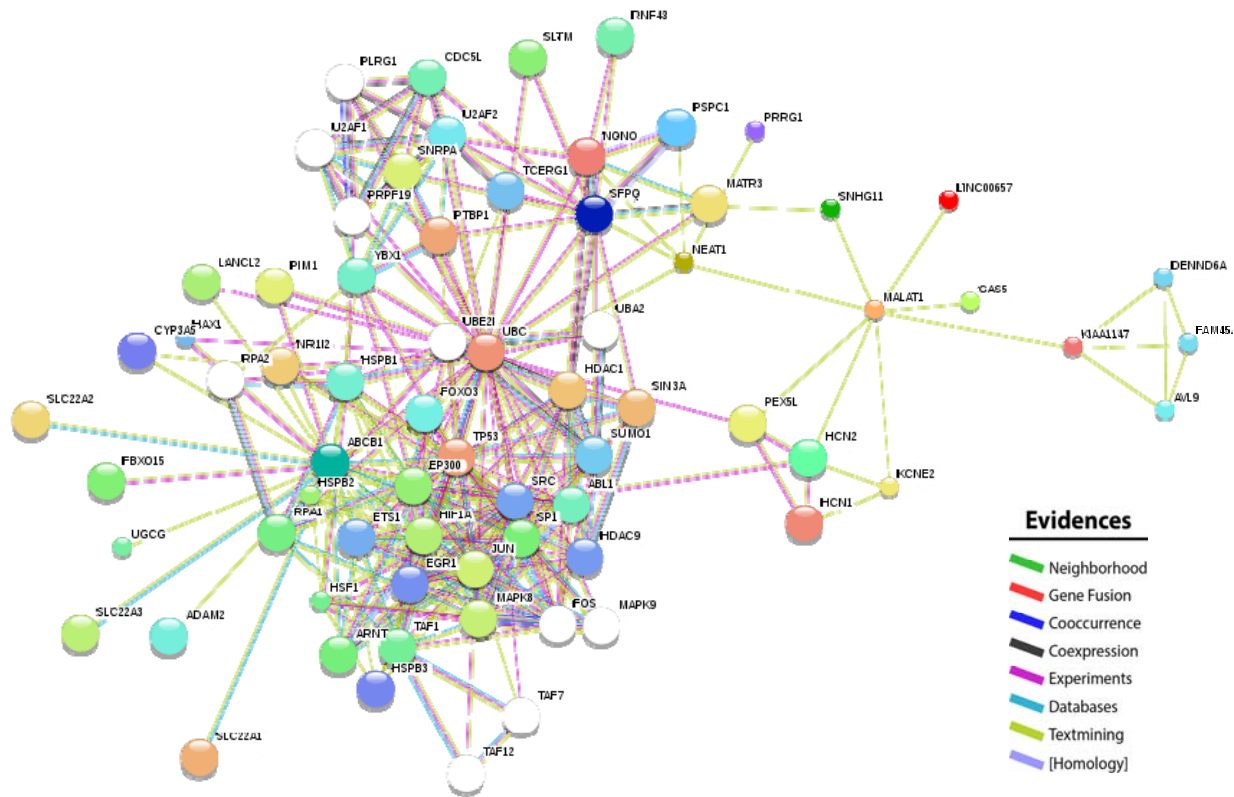 RNF43
SLTM
PLRG1
CDC5L
PSPC1
PRRG1
U2AF2
U2AF1
NONO
SNRPA
TCERG1
SFPQ
MATR3
SNHG11
LINC00657
PRPF19
PTBP1
NEAT1
YBX1
LANCL2
PIM1
DENND6A
MALAT1
GAS5
UBA2
UBE2I
UBC
CYP3A5
HAX1
KIAA1147
FAM45.
NR1I2
RPA2
HSPB1
HDAC1
SIN3A
FOXO3
SLC22A2
PEX5L
AVL9
ABCB1
TP53
SUMO1
HCN2
FBXO15
EP300
HSPB2
SRC
ABL1
KCNE2
RPA1
ETS1
HIF1A
SP1
HCN1
UGCG
HDAC9
JUN
EGR1
HSF1
MAPK8
FOS
MAPK9
SLC22A3
ADAM2
ARNT
TAF1
HSPB3
TAF7
SLC22A1
TAF12
Evidences
Neighborhood
Gene Fusion
Cooccurrence
Coexpression
Experiments
Databases
Textmining
[Homology]